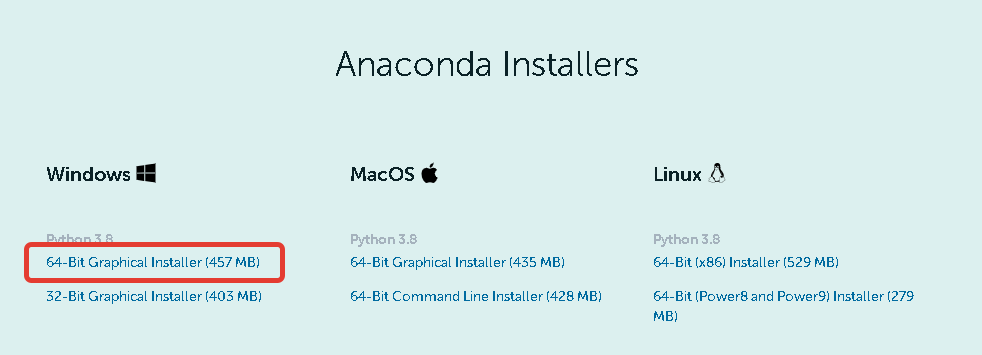 Anaconda Installers
Windows
MacOS
Linux
Python 3.8
64-Bit Graphical Installer (457 MB)
32-Bit Graphical Installer (403 MB)
Python 3.8
64-Bit Graphical Installer (435 MB)
64-Bit Command Line Installer (428 MB)
Python 3.8
64-Bit (x86) Installer (529 MB)
64-Bit (Power8 and Power9) Installer (279
MB)